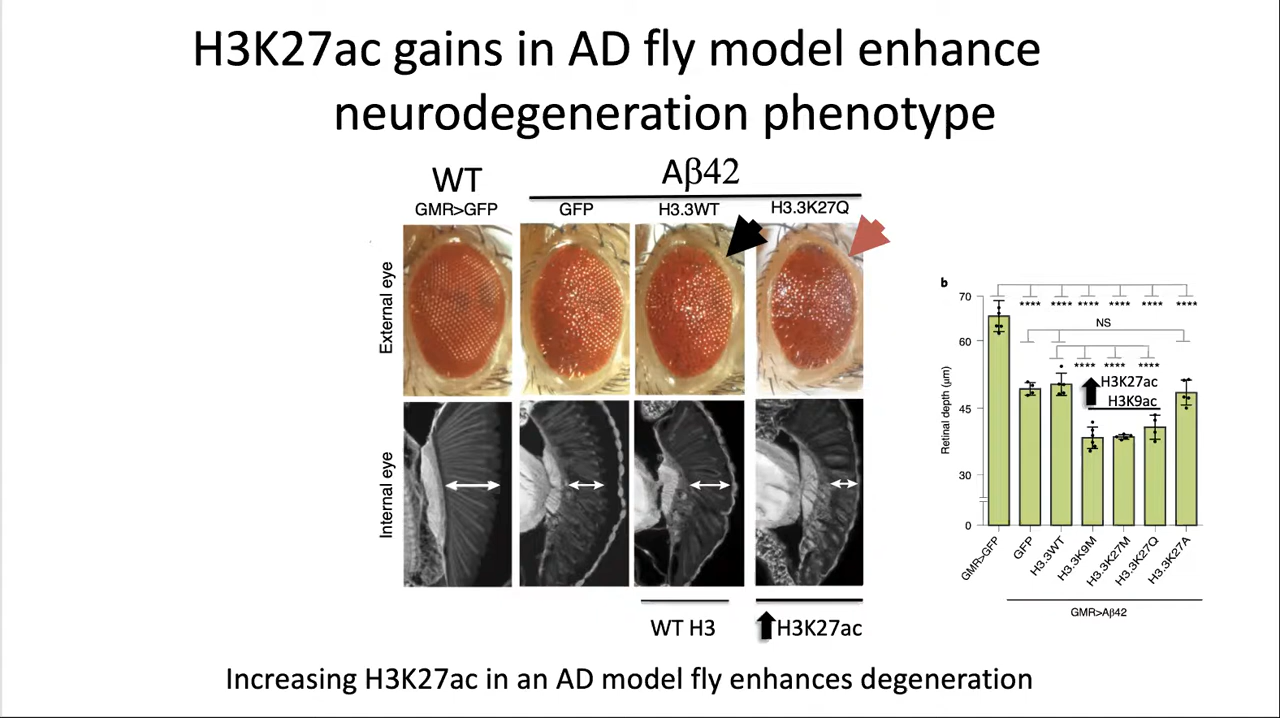 H3K27ac gains in AD fly model enhance
neurodegeneration phenotype
WT
Aβ42
GMR>GFP
GFP
H3.3WT
H3.3K27Q
External eye
Internal eye
WT H3
H3K27ac
b
70
60
45
30
0
Retinal depth (μm)
**** **** **** **** **** ****
NS
**** **** ****
H3K27ac
H3K9ac
GMR>GFP
GFP
H3.3WT
H3.3K9M
H3.3K27M
H3.3K27Q
H3.3K27A
GMR>Aβ42
Increasing H3K27ac in an AD model fly enhances degeneration